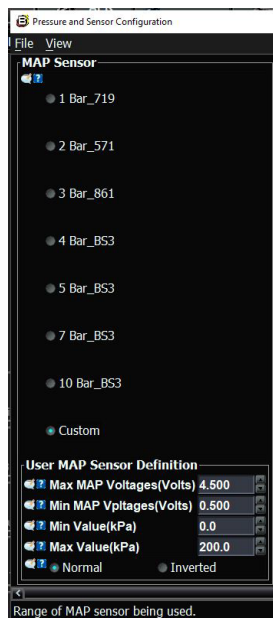 Pressure and Sensor Configuration
File View
MAP Sensor
1 Bar_719
2 Bar_571
3 Bar_861
4 Bar_BS3
5 Bar_BS3
7 Bar_BS3
10 Bar_BS3
Custom
User MAP Sensor Definition
Max MAP Voltages(Volts) 4.500
Min MAP Vpltages(Volts) 0.500
Min Value(kPa) 0.0
Max Value(kPa) 200.0
Normal Inverted
Range of MAP sensor being used.